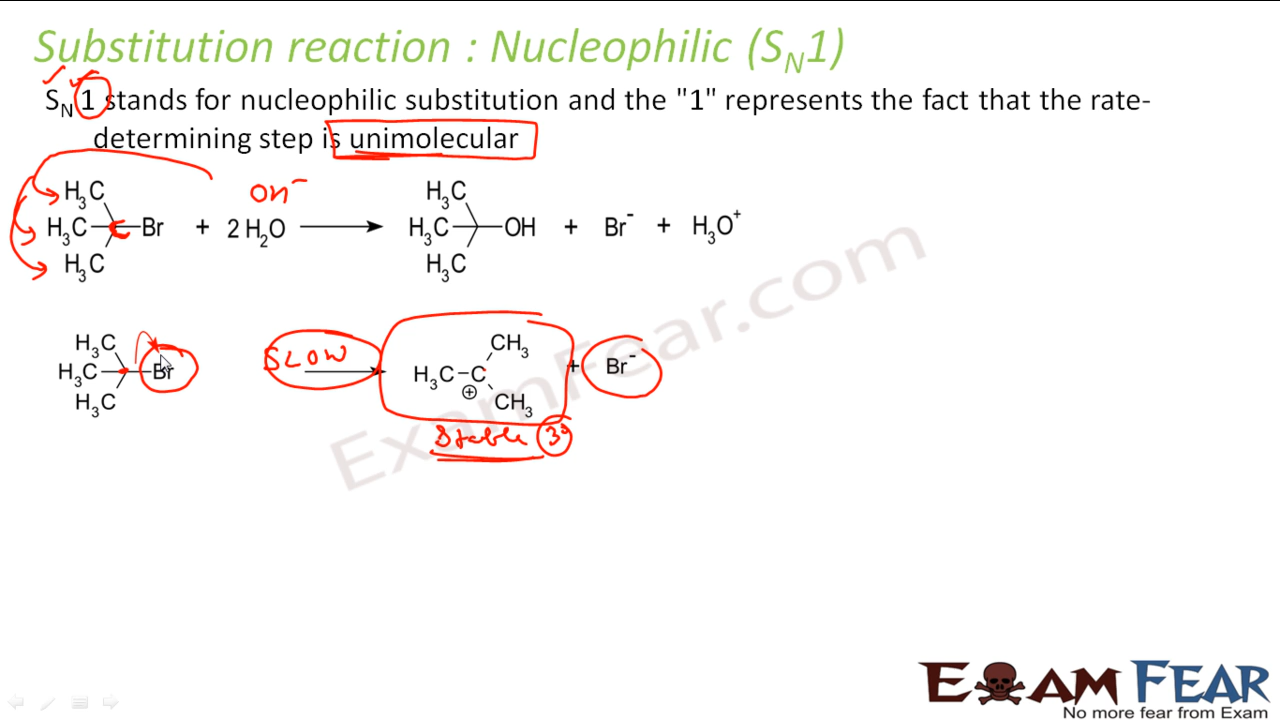 Substitution reaction : Nucleophilic (SN1)
SN 1 stands for nucleophilic substitution and the "1" represents the fact that the rate-
determining step is unimolecular
OH⁻
H₃C
H₃C
H₃C C Br + 2 H₂O H₃C OH + Br⁻ + H₃O⁺
H₃C
H₃C
H₃C
H₃C Br
H₃C
SLOW
CH₃
H₃C-C ⊕ + Br⁻
CH₃
Stable 3°
ExamFear.com
EXAM FEAR
No more fear from Exam